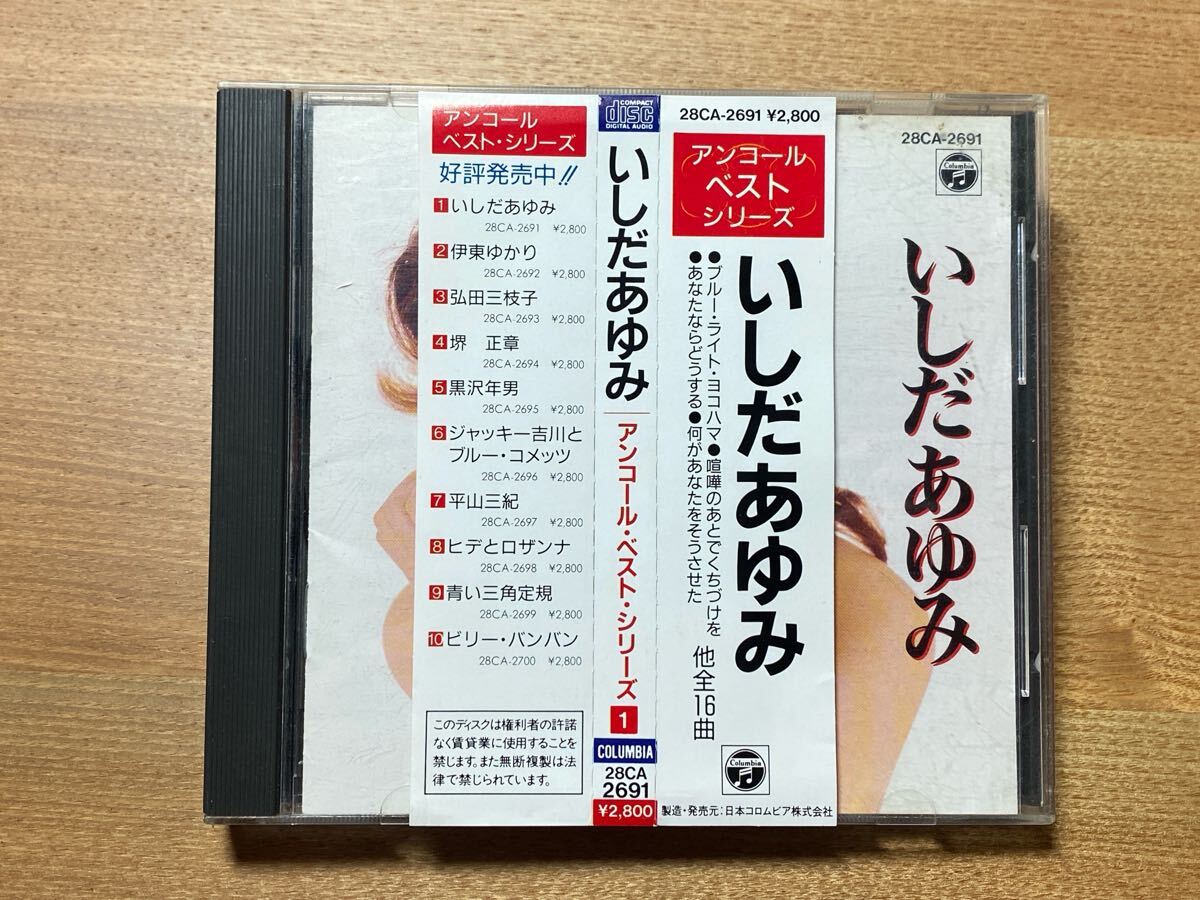 アンコール
ベスト・シリーズ
好評発売中!!
1 いしだあゆみ
28CA-2691 ¥2,800
2 伊東ゆかり
28CA-2692 ¥2,800
3 弘田三枝子
28CA-2693 ¥2,800
4 堺 正章
28CA-2694 ¥2,800
5 黒沢年男
28CA-2695 ¥2,800
6 ジャッキー吉川と
ブルー・コメッツ
28CA-2696 ¥2,800
7 平山三紀
28CA-2697 ¥2,800
8 ヒデとロザンナ
28CA-2698 ¥2,800
9 青い三角定規
28CA-2699 ¥2,800
10 ビリー・バンバン
28CA-2700 ¥2,800
このディスクは権利者の許諾
なく賃貸業に使用することを
禁じます。また無断複製は法
律で禁じられています。
COMPACT
disc
DIGITAL AUDIO
いしだあゆみ
アンコール・ベスト・シリーズ 1
COLUMBIA
28CA
2691
¥2,800
28CA-2691 ¥2,800
アンコール
ベスト
シリーズ
いしだあゆみ
●ブルー・ライト・ヨコハマ●喧嘩のあとでくちづけを
●あなたならどうする●何があなたをそうさせた
他全16曲
Columbia
製造・発売元:日本コロムビア株式会社
28CA-2691
Columbia
いしだあゆみ